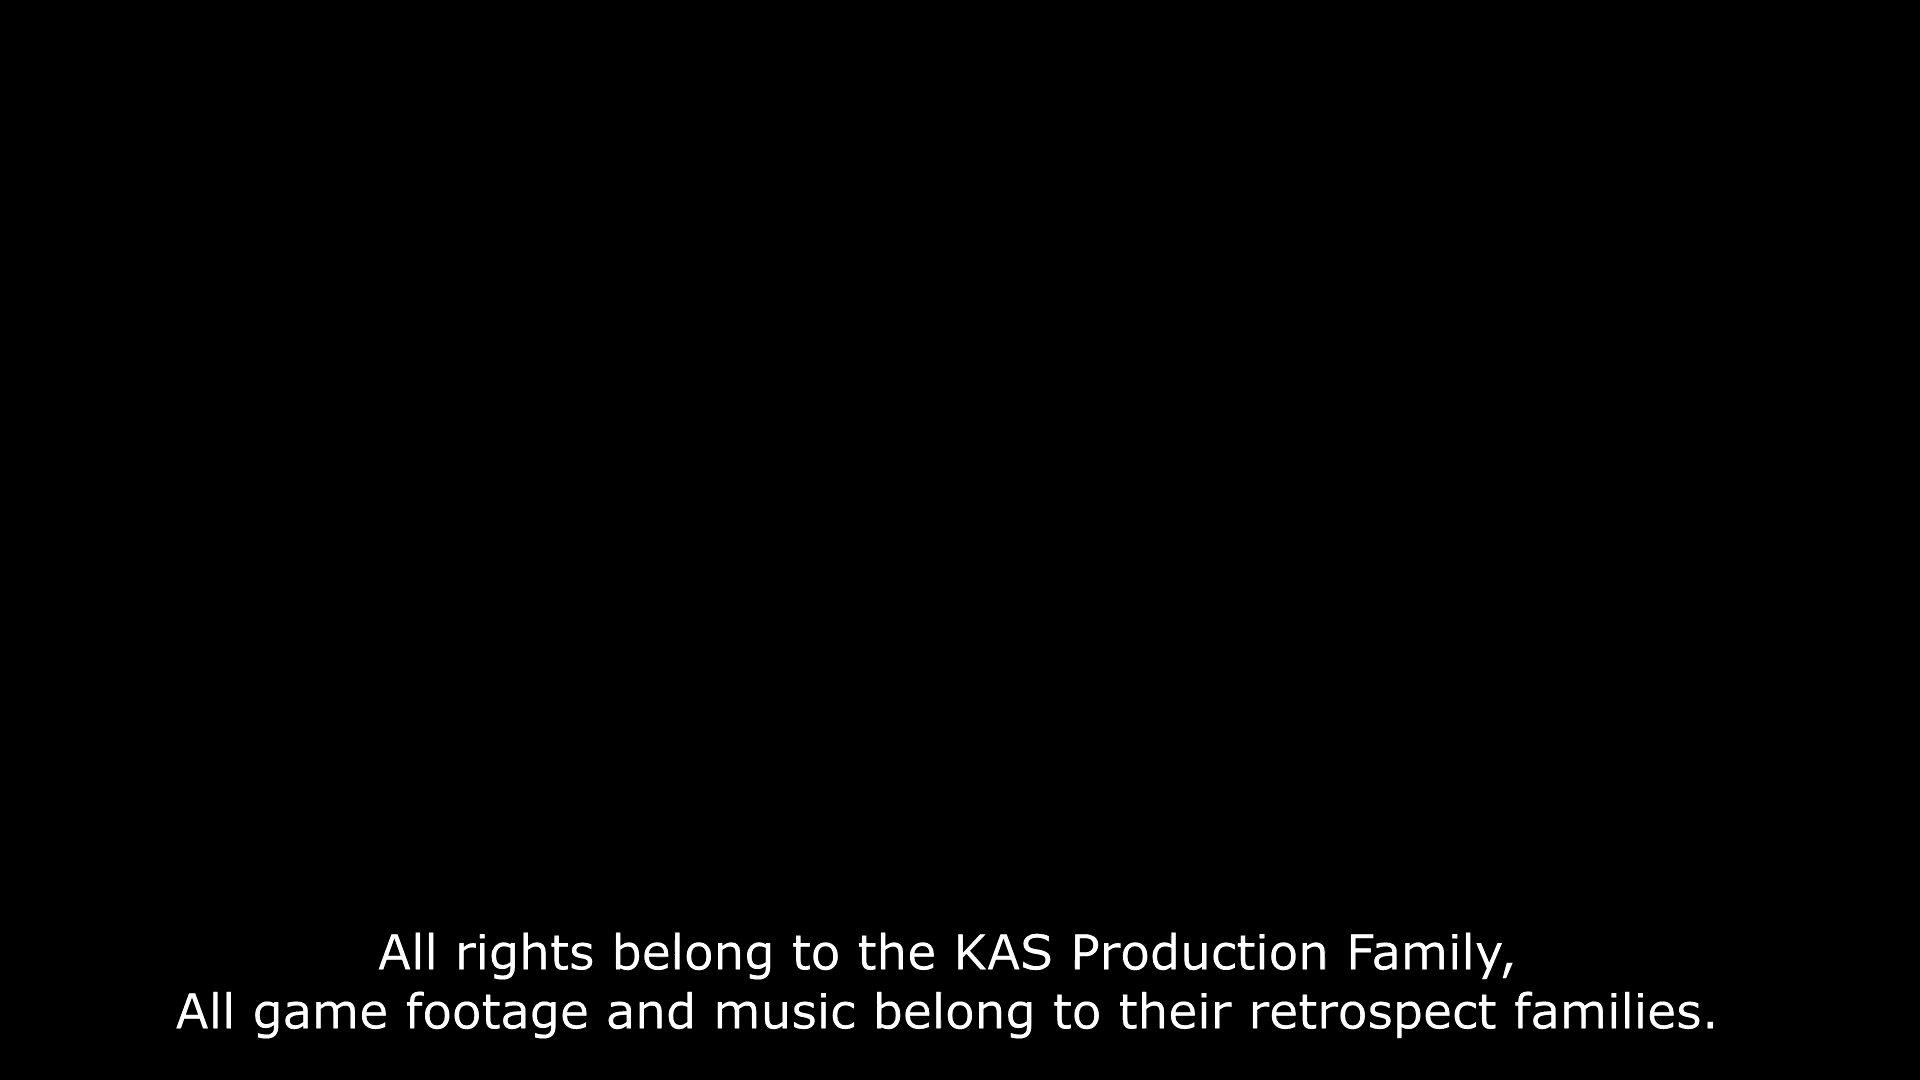 All rights belong to the KAS Production Family,
All game footage and music belong to their retrospect families.